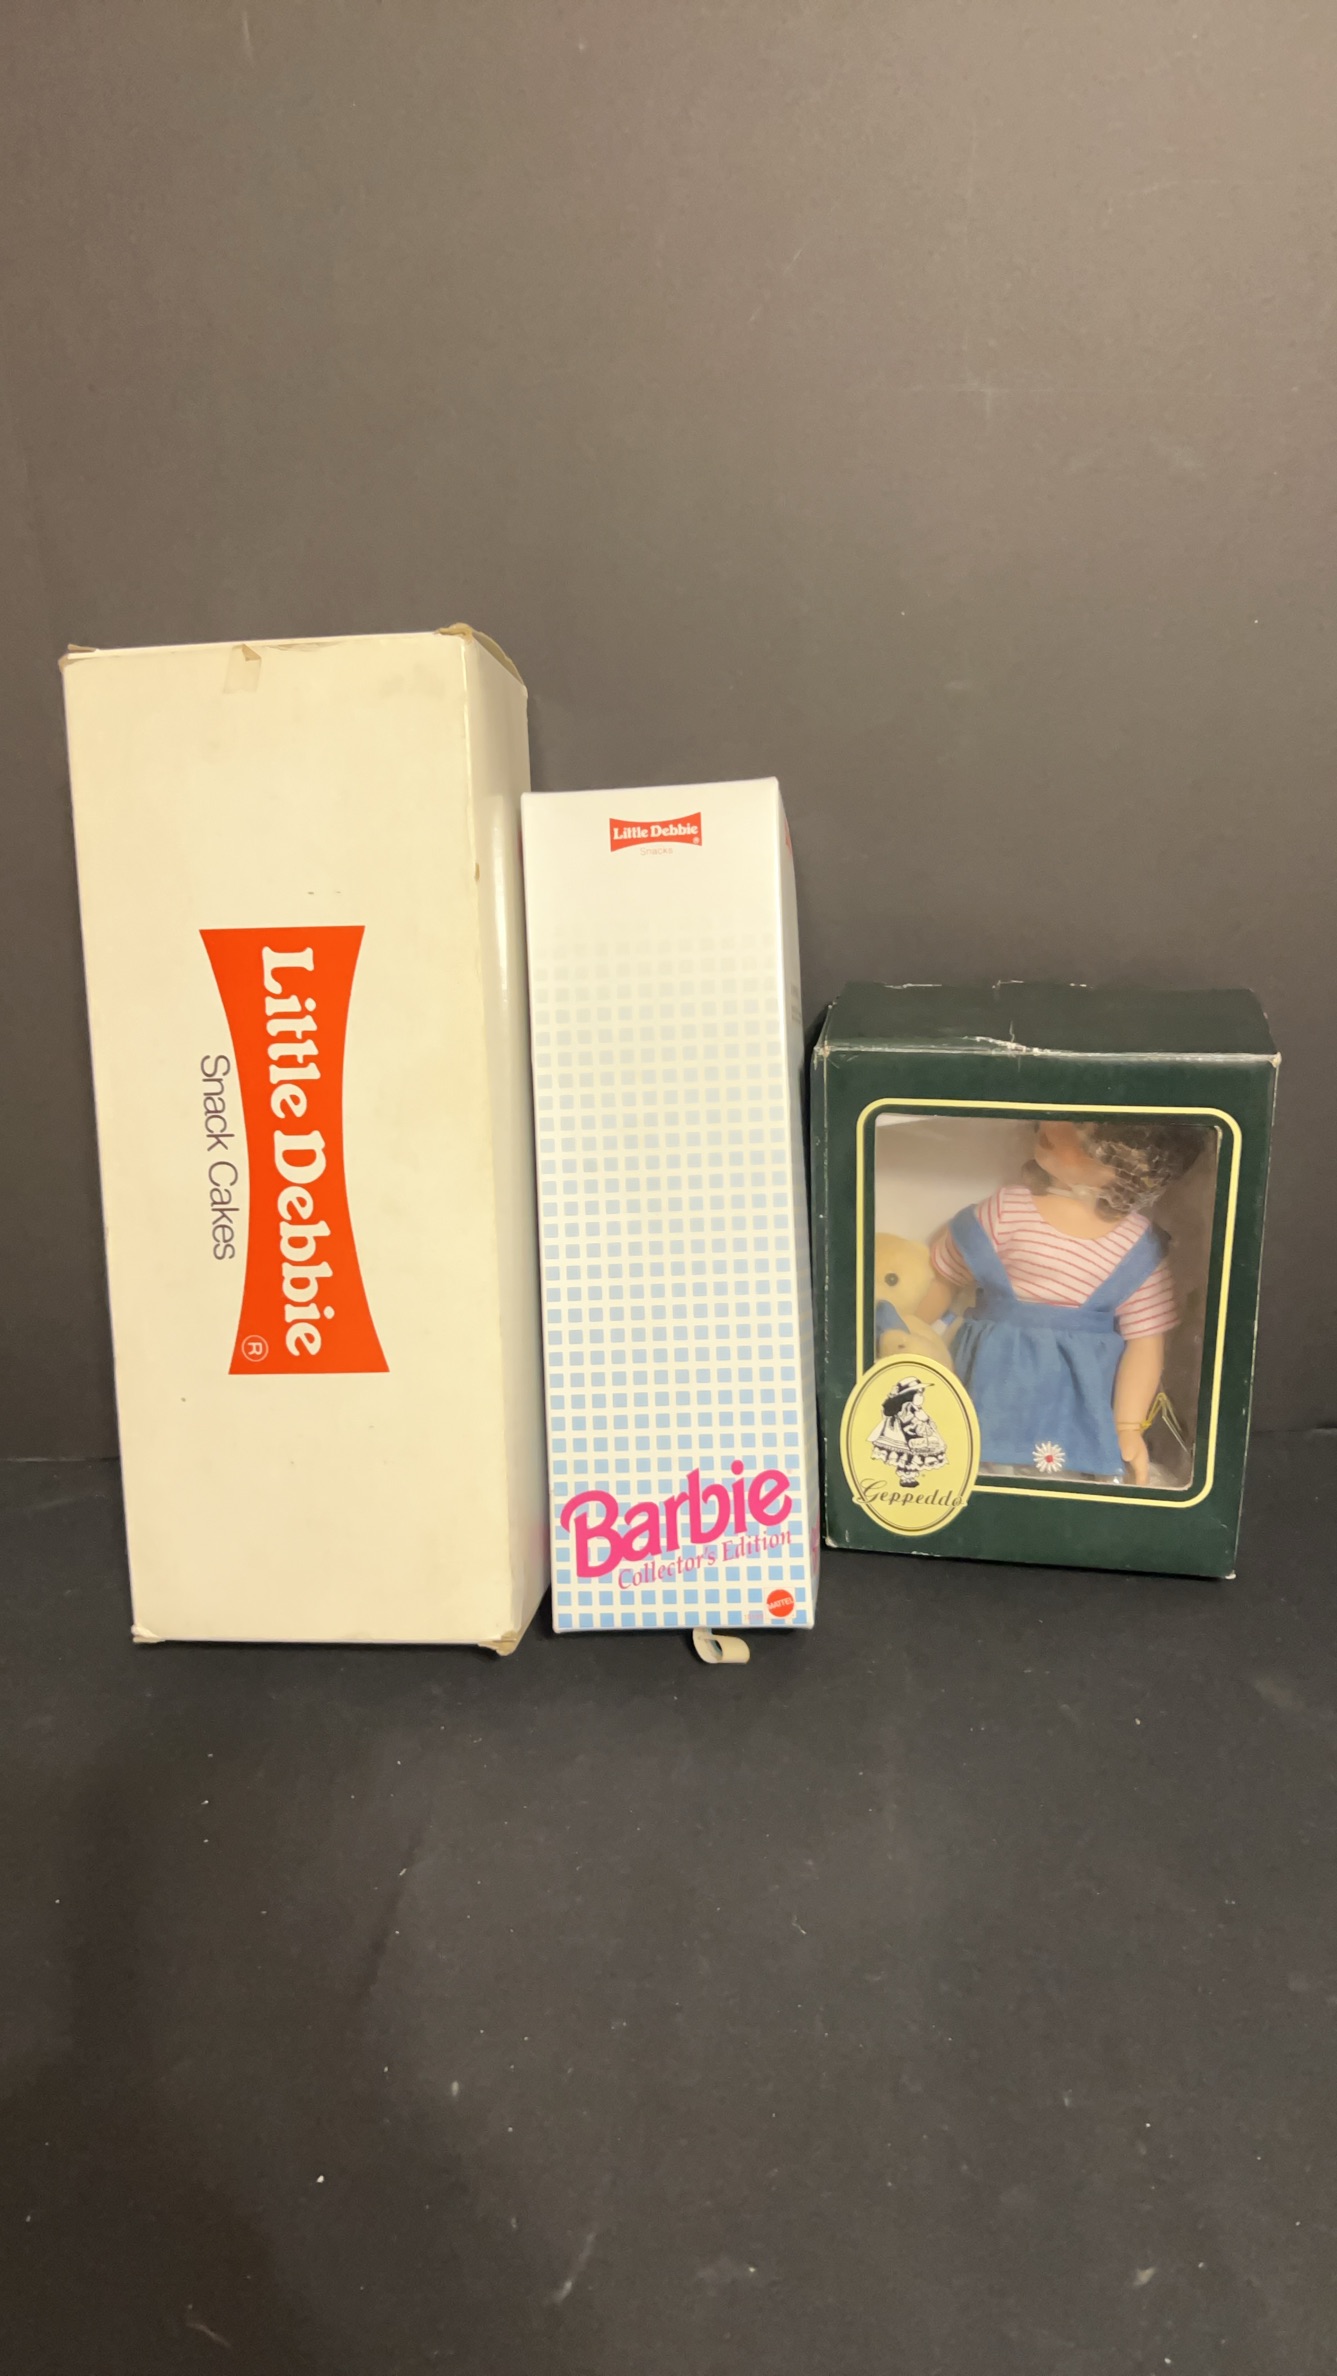 Little Debbie
®
Snack Cakes
Little Debbie
®
Snacks
Barbie
Collector's Edition
MATTEL
Geppeddo